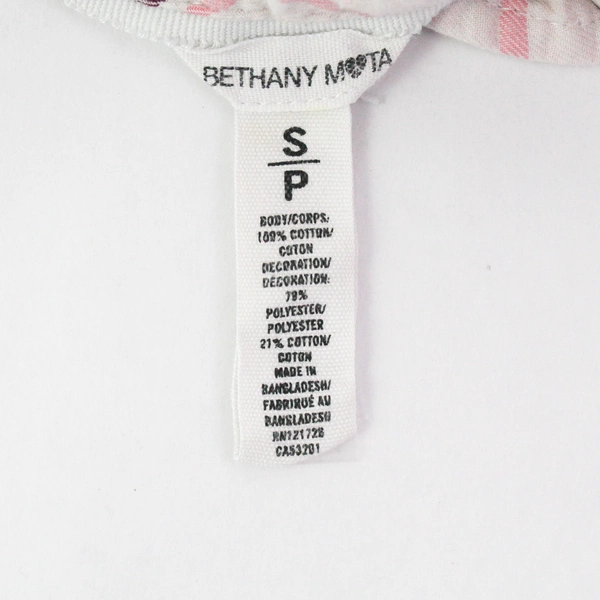 BETHANY M♥TA
S
P
BODY/CORPS:
100% COTTON/
COTON
DECORATION/
DÉCORATION:
79%
POLYESTER/
POLYESTER
21% COTTON/
COTON
MADE IN
BANGLADESH/
FABRIQUÉ AU
BANGLADESH
RN121728
CA53201